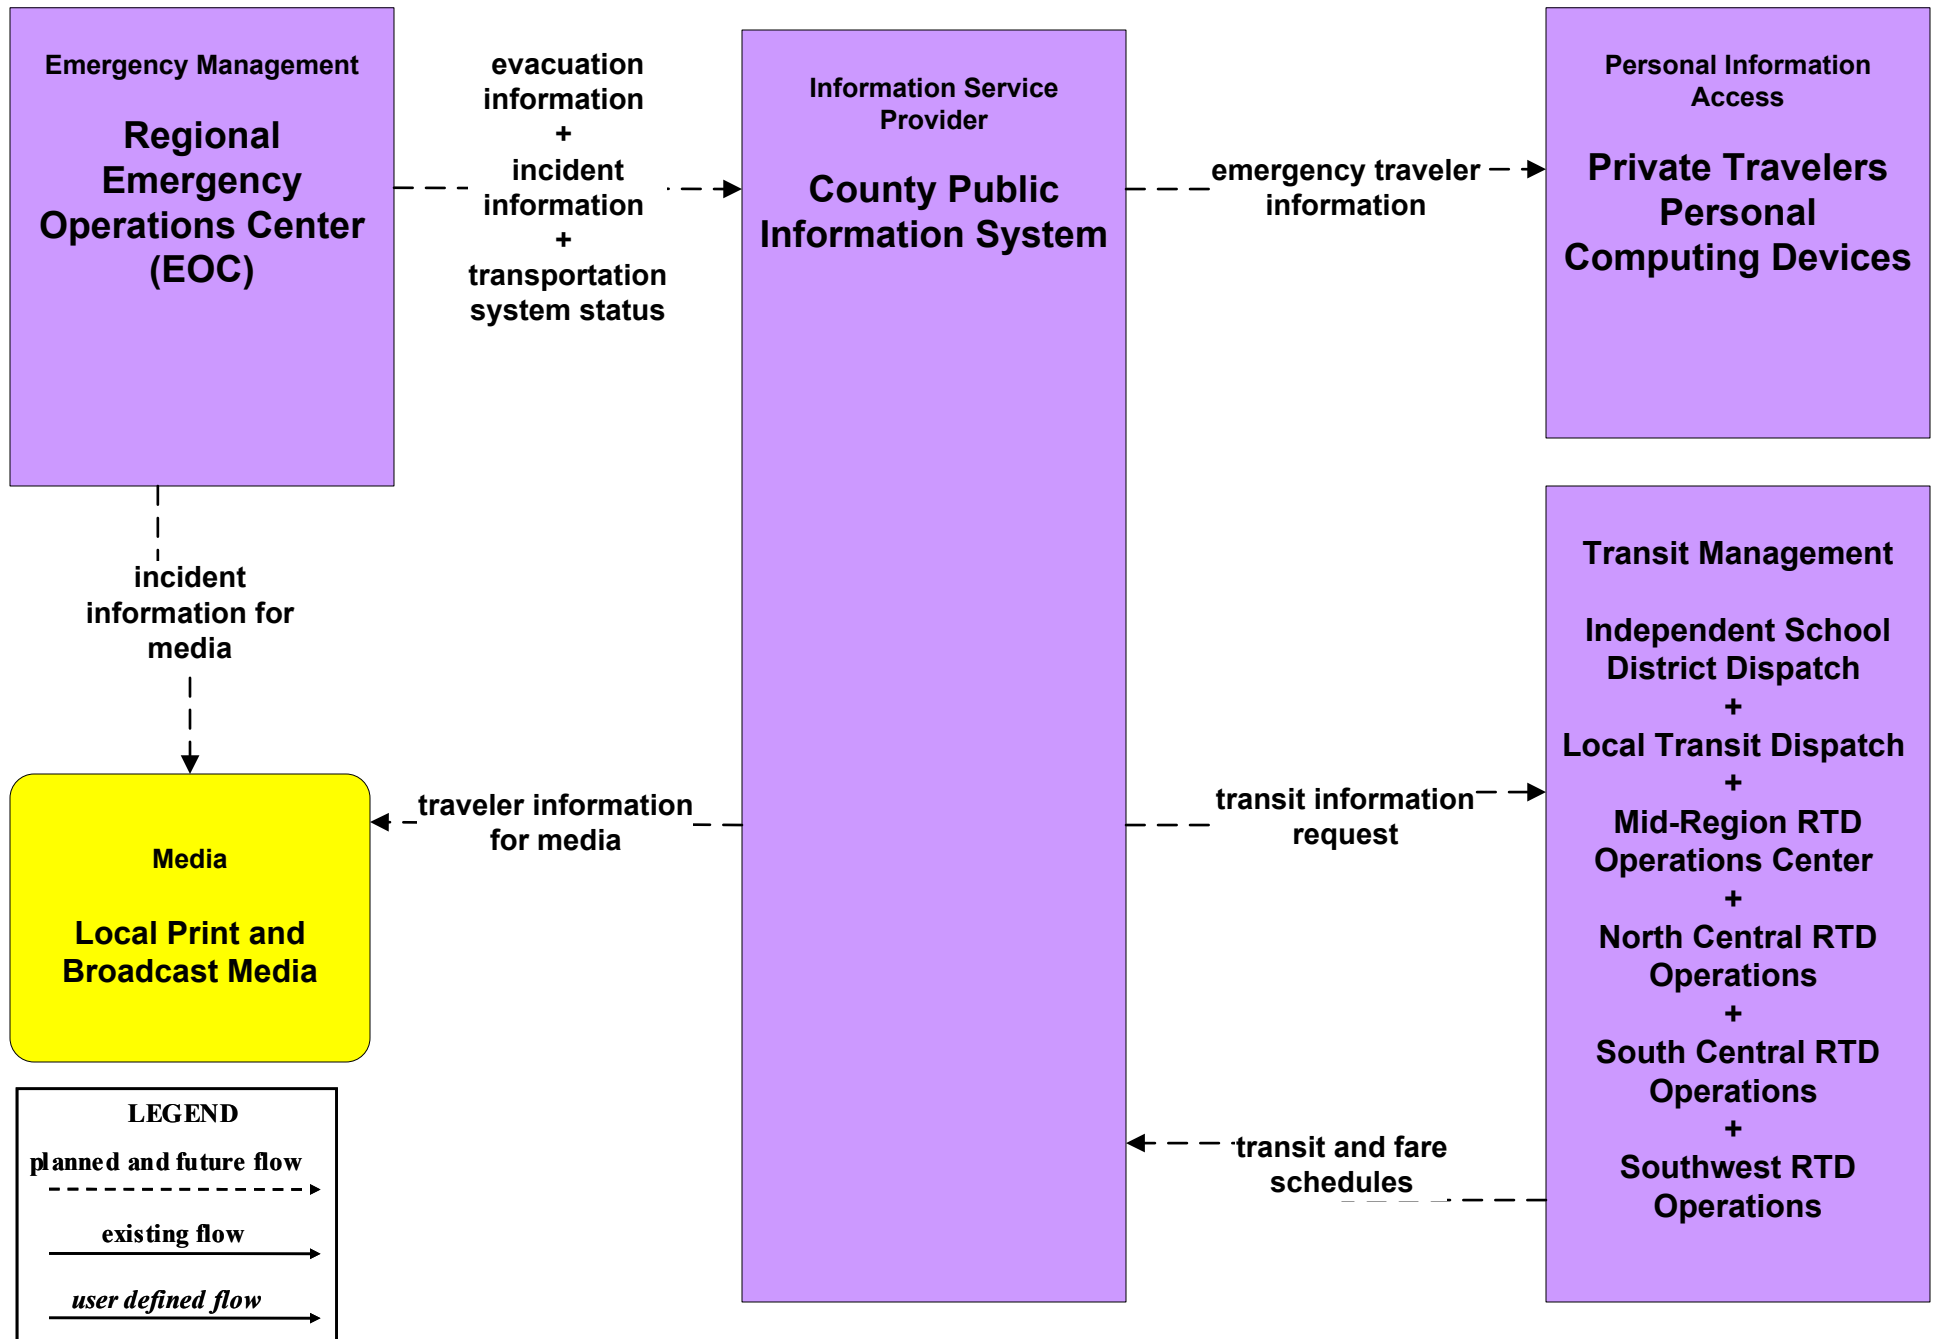 Emergency Management
Regional
Emergency
Operations Center
(EOC)
evacuation
information
+
incident
information
+
transportation
system status
Information Service
Provider
County Public
Information System
emergency traveler
information
Personal Information
Access
Private Travelers
Personal
Computing Devices
incident
information for
media
Media
Local Print and
Broadcast Media
traveler information
for media
transit information
request
transit and fare
schedules
Transit Management
Independent School
District Dispatch
+
Local Transit Dispatch
+
Mid-Region RTD
Operations Center
+
North Central RTD
Operations
+
South Central RTD
Operations
+
Southwest RTD
Operations
LEGEND
planned and future flow
existing flow
user defined flow